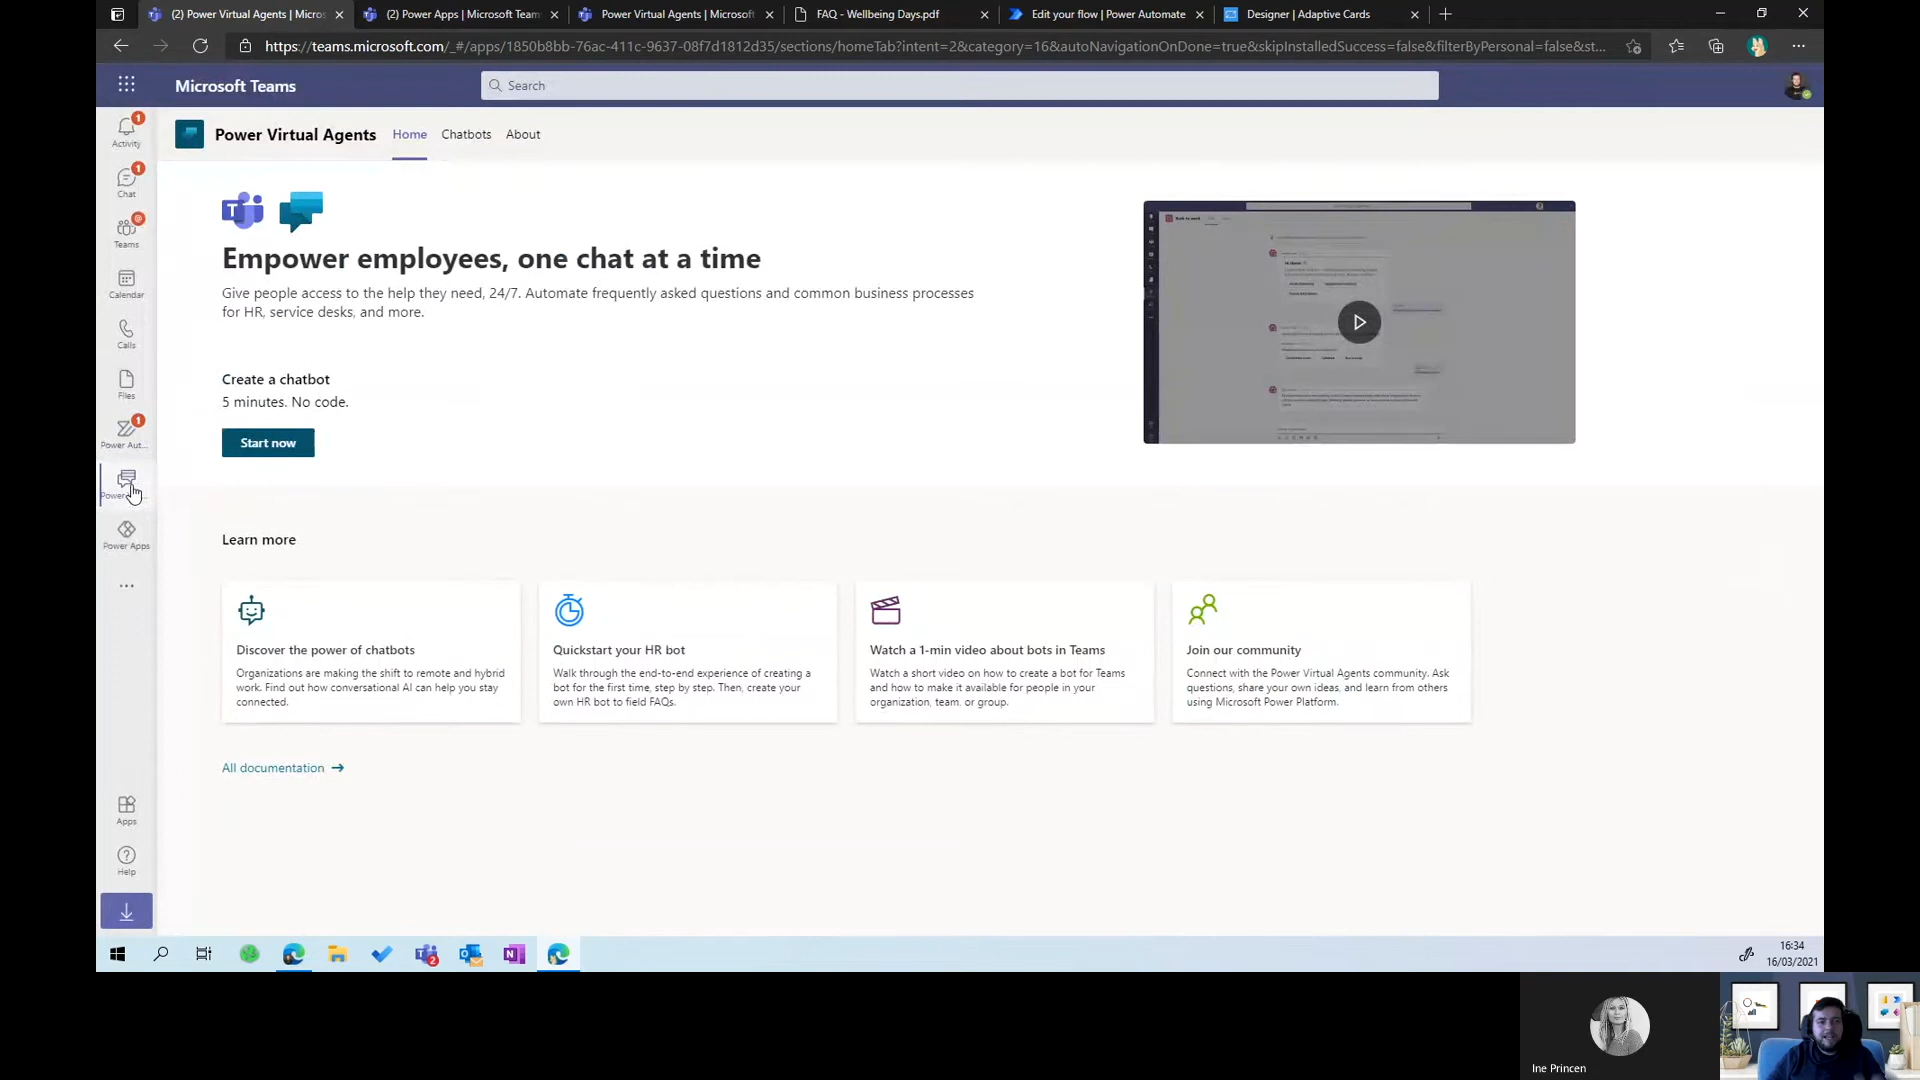 (2) Power Virtual Agents | Micros
(2) Power Apps | Microsoft Team
Power Virtual Agents | Microsoft
FAQ - Wellbeing Days.pdf
Edit your flow | Power Automate
Designer | Adaptive Cards
https://teams.microsoft.com/_#/apps/1850b8bb-76ac-411c-9637-08f7d1812d35/sections/homeTab?intent=2&category=16&autoNavigationOnDone=true&skipInstalledSuccess=false&filterByPersonal=false&st...
Microsoft Teams
Search
Activity
1
Chat
1
Teams
Calendar
Calls
Files
Power Aut...
1
Power
Power Apps
Apps
Help
Power Virtual Agents
Home
Chatbots
About
Empower employees, one chat at a time
Give people access to the help they need, 24/7. Automate frequently asked questions and common business processes
for HR, service desks, and more.
Create a chatbot
5 minutes. No code.
Start now
Learn more
Discover the power of chatbots
Organizations are making the shift to remote and hybrid
work. Find out how conversational AI can help you stay
connected.
Quickstart your HR bot
Walk through the end-to-end experience of creating a
bot for the first time, step by step. Then, create your
own HR bot to field FAQs.
Watch a 1-min video about bots in Teams
Watch a short video on how to create a bot for Teams
and how to make it available for people in your
organization, team, or group.
Join our community
Connect with the Power Virtual Agents community. Ask
questions, share your own ideas, and learn from others
using Microsoft Power Platform.
All documentation
2
16:34
16/03/2021
Ine Princen